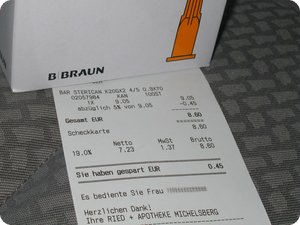 B BRAUN
BAR STERICAN K20GX2 4/5 0.9X70
02057984 KAN 100ST
1X 9.05 9.05
abzüglich 5% von 9.05 -0.45
Gesamt EUR 8.60
Scheckkarte 8.60
Netto MwSt Brutto
19.0% 7.23 1.37 8.60
Sie haben gespart EUR 0.45
Es bediente Sie Frau
Herzlichen Dank!
Ihre RIED + APOTHEKE MICHELSBERG